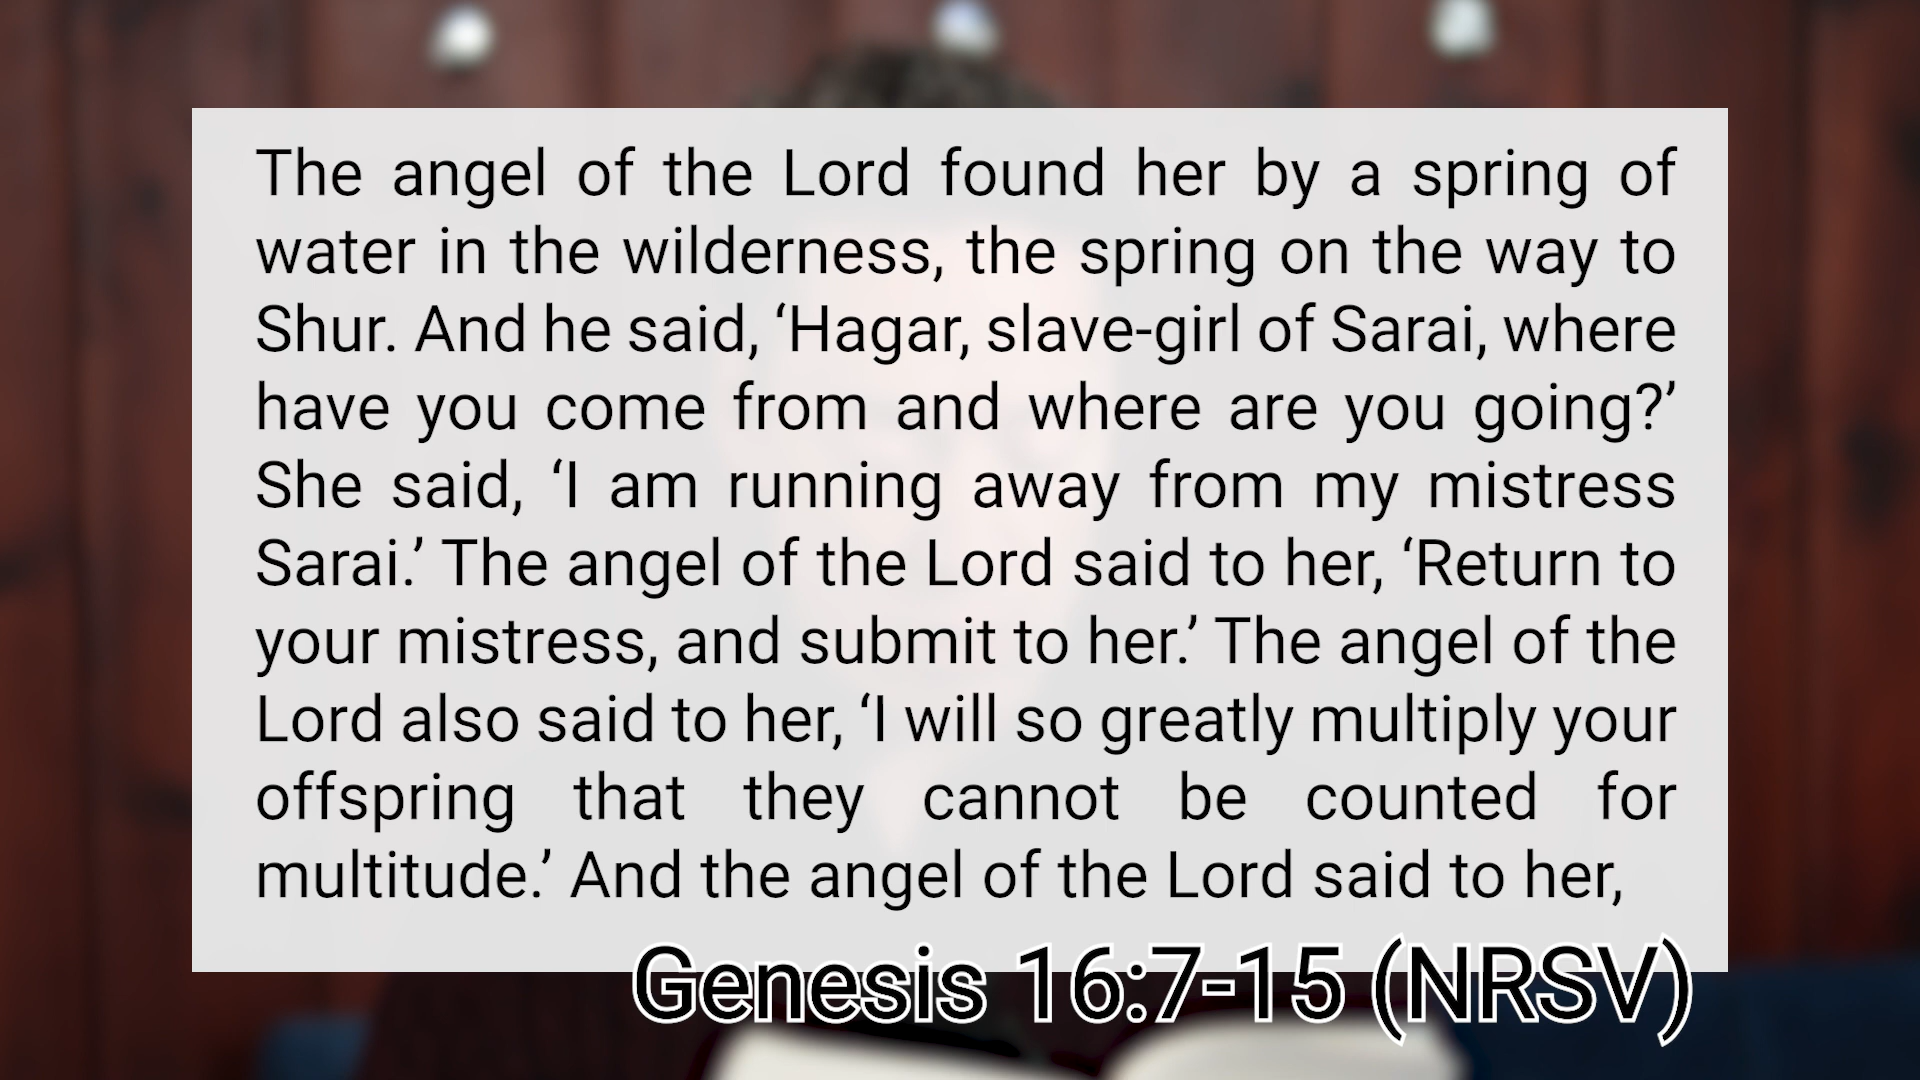 The angel of the Lord found her by a spring of
water in the wilderness, the spring on the way to
Shur. And he said, ‘Hagar, slave-girl of Sarai, where
have you come from and where are you going?’
She said, ‘I am running away from my mistress
Sarai.’ The angel of the Lord said to her, ‘Return to
your mistress, and submit to her.’ The angel of the
Lord also said to her, ‘I will so greatly multiply your
offspring that they cannot be counted for
multitude.’ And the angel of the Lord said to her,
Genesis 16:7-15 (NRSV)